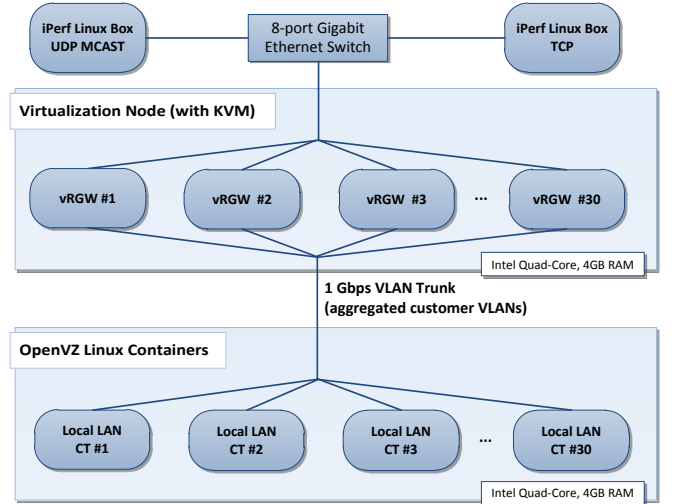 iPerf Linux Box
UDP MCAST
8-port Gigabit
Ethernet Switch
iPerf Linux Box
TCP
Virtualization Node (with KVM)
vRGW #1
vRGW #2
vRGW #3
...
vRGW #30
Intel Quad-Core, 4GB RAM
1 Gbps VLAN Trunk
(aggregated customer VLANs)
OpenVZ Linux Containers
Local LAN
CT #1
Local LAN
CT #2
Local LAN
CT #3
...
Local LAN
CT #30
Intel Quad-Core, 4GB RAM